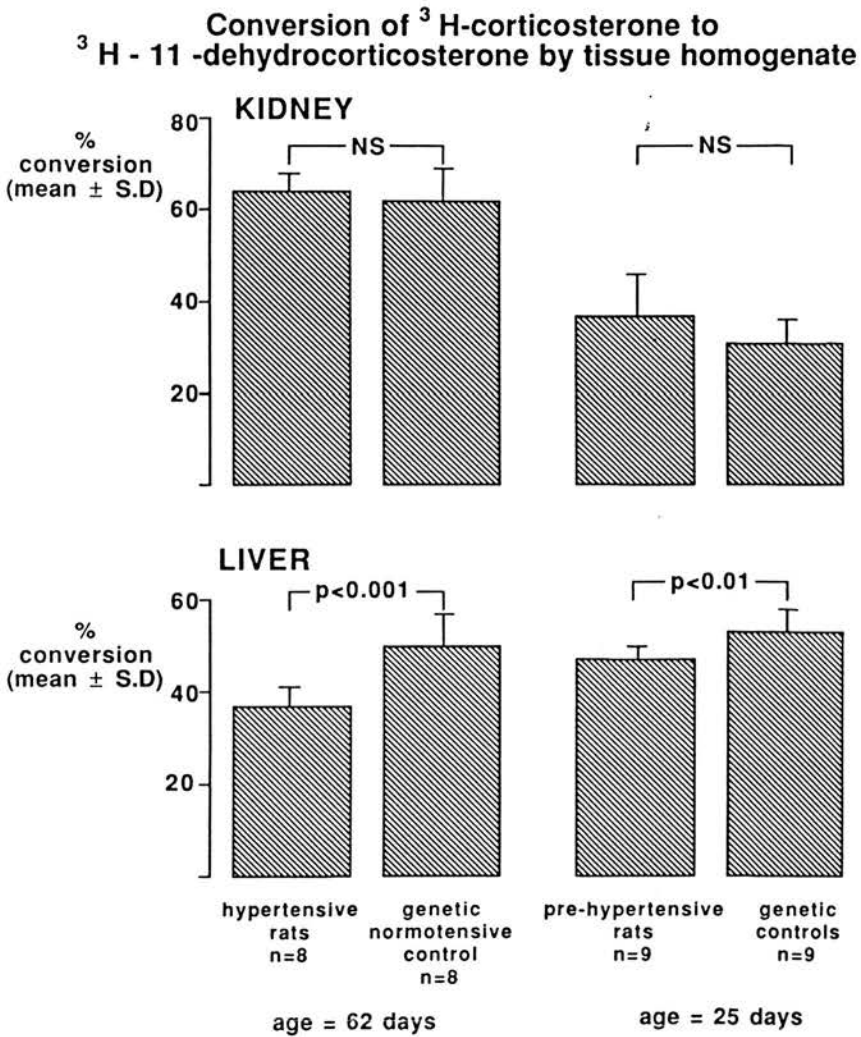 Conversion of ³ H-corticosterone to
³ H - 11 -dehydrocorticosterone by tissue homogenate
KIDNEY
%
conversion
(mean ± S.D)
80
60
40
20
NS
NS
LIVER
%
conversion
(mean ± S.D)
60
40
20
p<0.001
p<0.01
hypertensive
rats
n=8
genetic
normotensive
control
n=8
pre-hypertensive
rats
n=9
genetic
controls
n=9
age = 62 days
age = 25 days